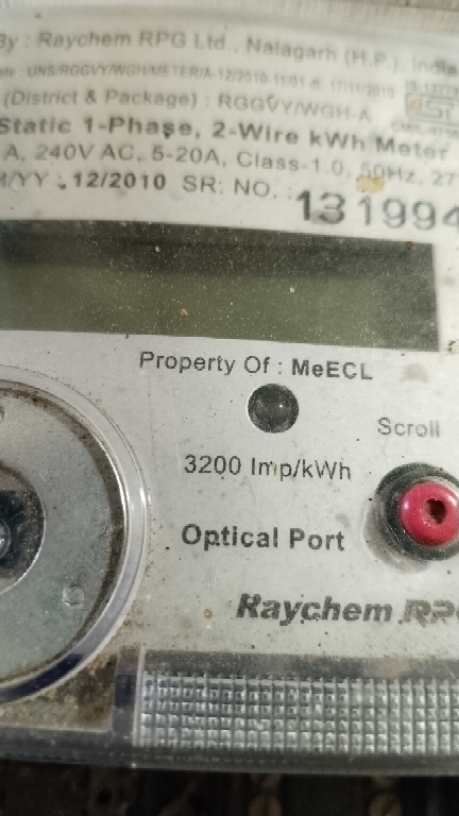 By : Raychem RPG Ltd., Nalagarh (H.P.), India
(District & Package) : RGGVY/WGH-A
Static 1-Phase, 2-Wire kWh Meter
A, 240V AC, 5-20A, Class-1.0, 50Hz, 27
M/YY : 12/2010 SR. NO. : 131994
Property Of : MeECL
Scroll
3200 Imp/kWh
Optical Port
Raychem RPG